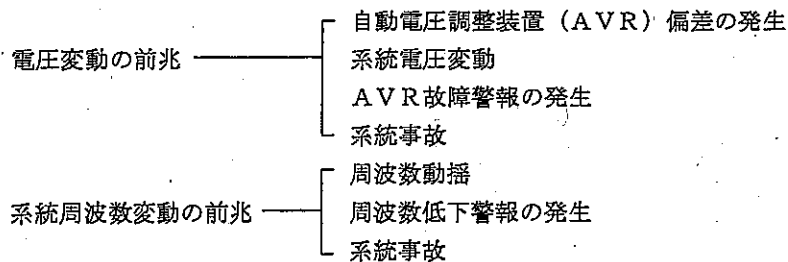 自動電圧調整装置（ＡＶＲ）偏差の発生
電圧変動の前兆
系統電圧変動
ＡＶＲ故障警報の発生
系統事故
周波数動揺
系統周波数変動の前兆
周波数低下警報の発生
系統事故